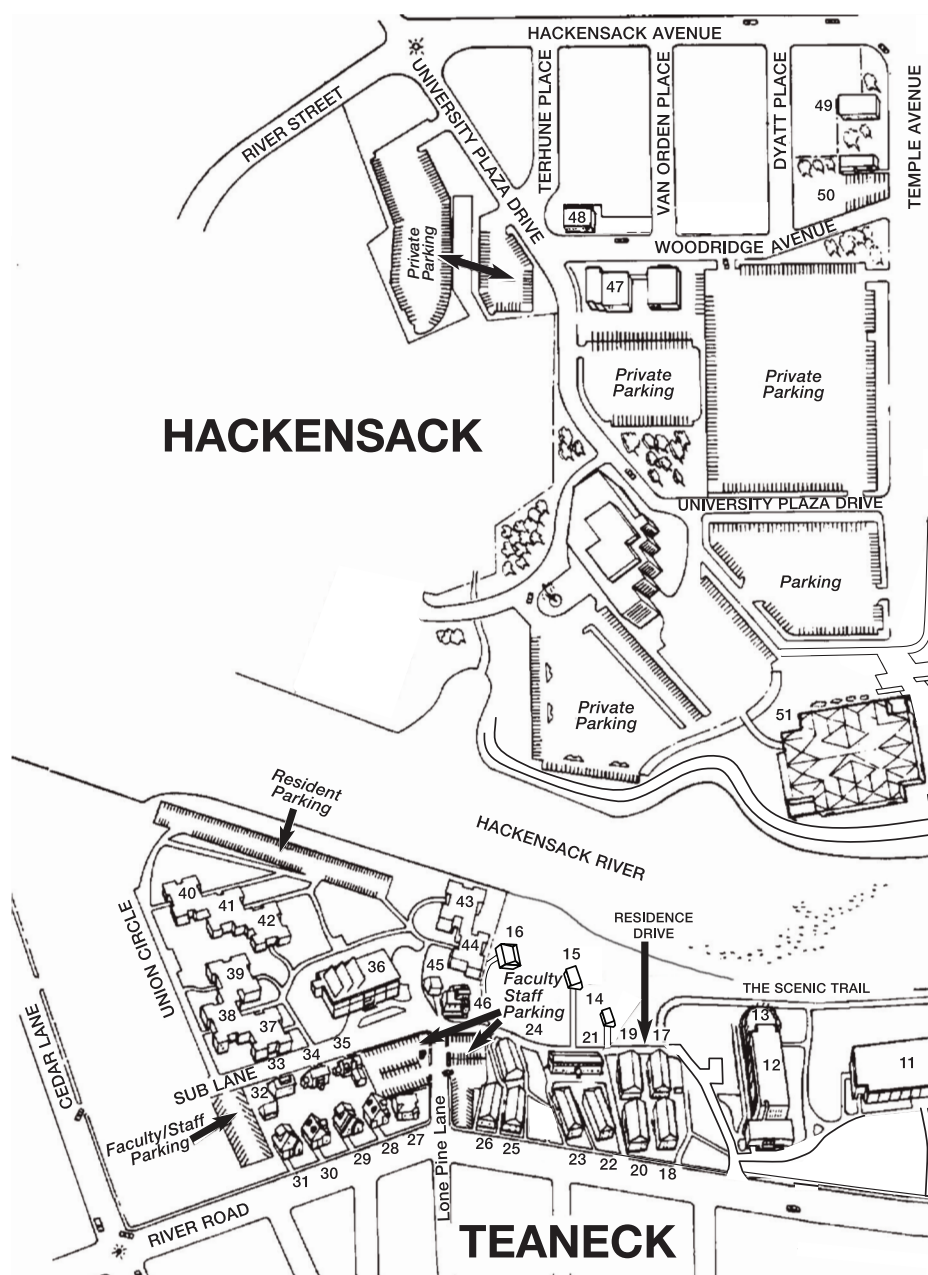 HACKENSACK AVENUE
UNIVERSITY PLAZA DRIVE
TERHUNE PLACE
VAN ORDEN PLACE
DYATT PLACE
TEMPLE AVENUE
RIVER STREET
49
50
48
WOODRIDGE AVENUE
Private
Parking
47
Private
Parking
Private
Parking
HACKENSACK
UNIVERSITY PLAZA DRIVE
Parking
51
Private
Parking
Resident
Parking
HACKENSACK RIVER
UNION CIRCLE
40
41
42
43
44
16
15
14
RESIDENCE
DRIVE
THE SCENIC TRAIL
39
38
37
36
45
46
Faculty
Staff
Parking
24
21
19
17
13
12
11
CEDAR LANE
SUB LANE
33
34
35
32
Faculty/Staff
Parking
31
30
29
28
27
Lone Pine Lane
26
25
23
22
20
18
RIVER ROAD
TEANECK